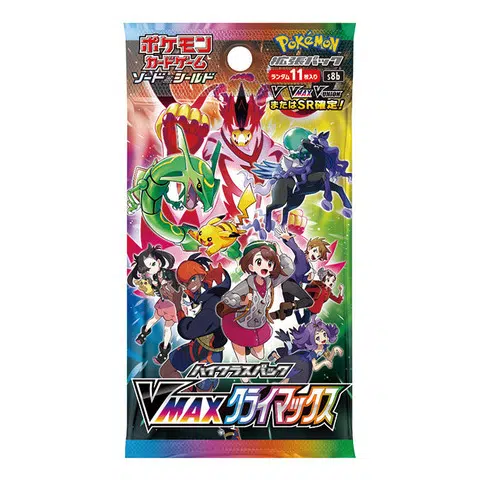 ポケモン
カードゲーム
ソード&シールド
Pokémon
拡張パック
ランダム11枚入り
s8b
V VMAX V-UNION
またはSR確定!
ハイクラスパック
VMAXクライマックス